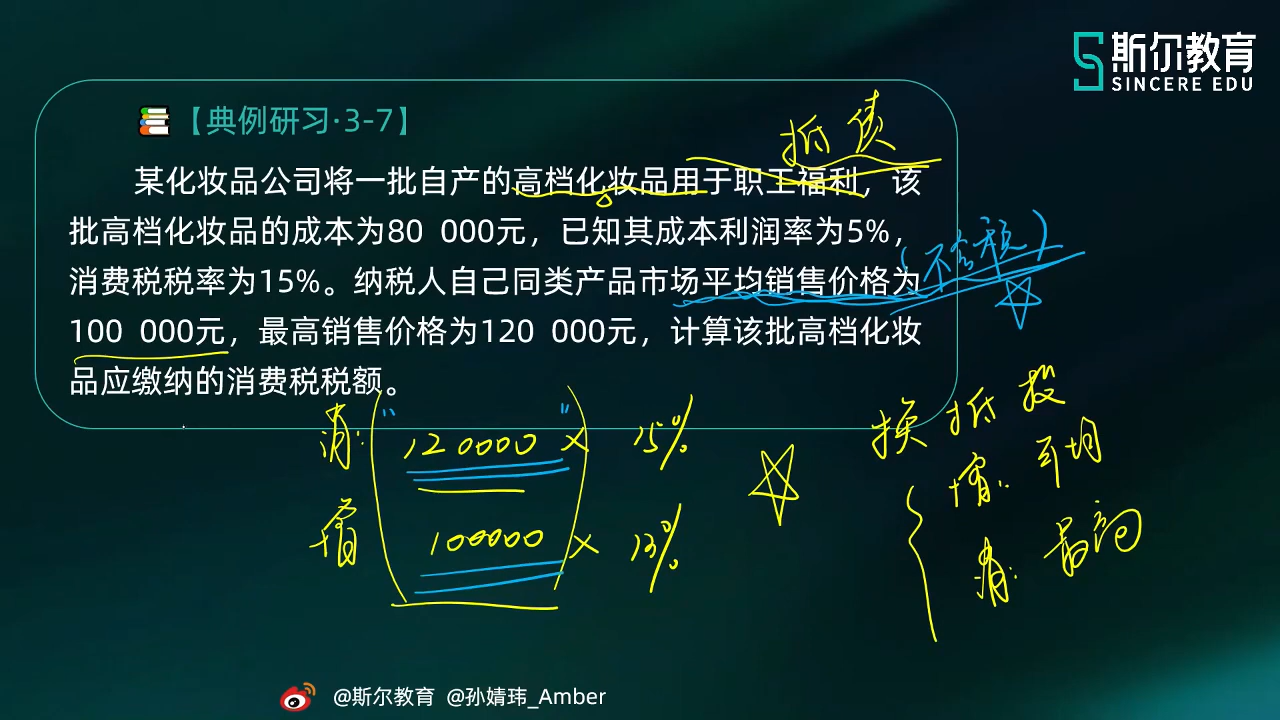 斯尔教育
SINCERE EDU
【典例研习·3-7】
抵债
某化妆品公司将一批自产的高档化妆品用于职工福利，该
批高档化妆品的成本为80 000元，已知其成本利润率为5%，
(不含税)
消费税税率为15%。纳税人自己同类产品市场平均销售价格为
100 000元，最高销售价格为120 000元，计算该批高档化妆
品应缴纳的消费税税额。
消: "120000" × 15%
增 100000 × 13%
换抵投
增: 平均
消: 最高
@斯尔教育 @孙婧玮_Amber